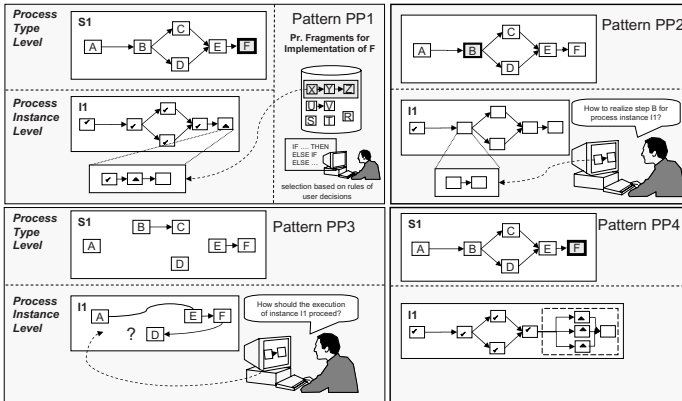 Process
Type
Level
S1
A
B
C
D
E
F
Pattern PP1
Pr. Fragments for
Implementation of F
X
Y
Z
U
V
S
T
R
IF .... THEN
ELSE IF
ELSE ...
selection based on rules of
user decisions
Process
Instance
Level
I1
Pattern PP2
A
B
C
D
E
F
I1
How to realize step B for
process instance I1?
Process
Type
Level
S1
Pattern PP3
A
B
C
D
E
F
Process
Instance
Level
I1
A
E
F
D
?
How should the execution
of instance I1 proceed?
S1
Pattern PP4
A
B
C
D
E
F
I1